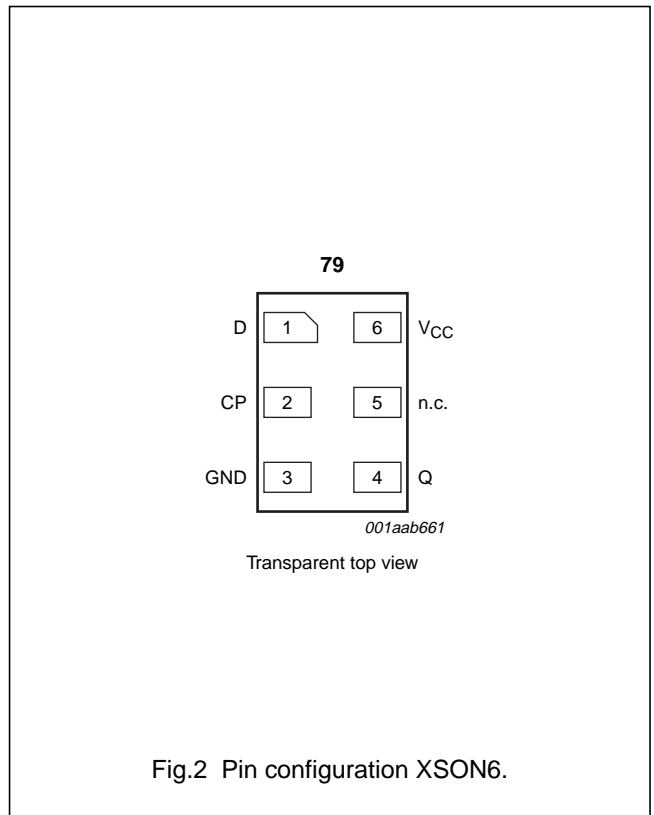 79
D 1 6 VCC
CP 2 5 n.c.
GND 3 4 Q
001aab661
Transparent top view
Fig.2 Pin configuration XSON6.